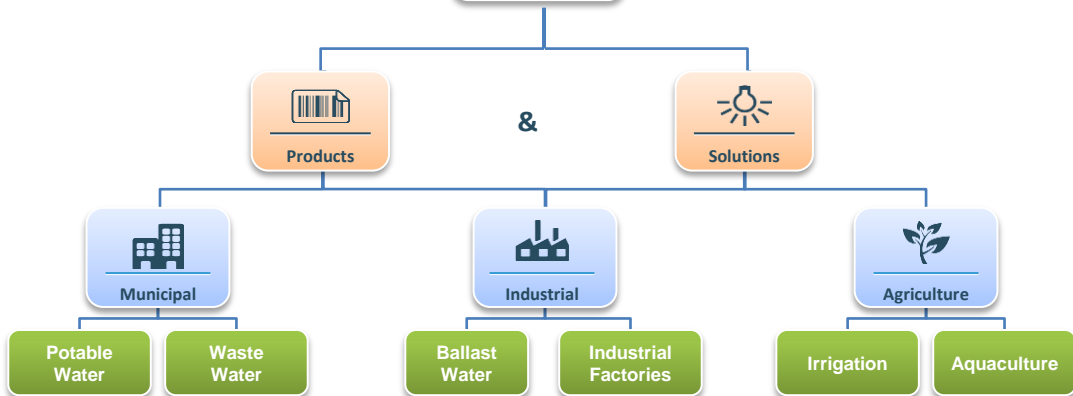 &
Products
Solutions
Municipal
Industrial
Agriculture
Potable
Water
Waste
Water
Ballast
Water
Industrial
Factories
Irrigation
Aquaculture